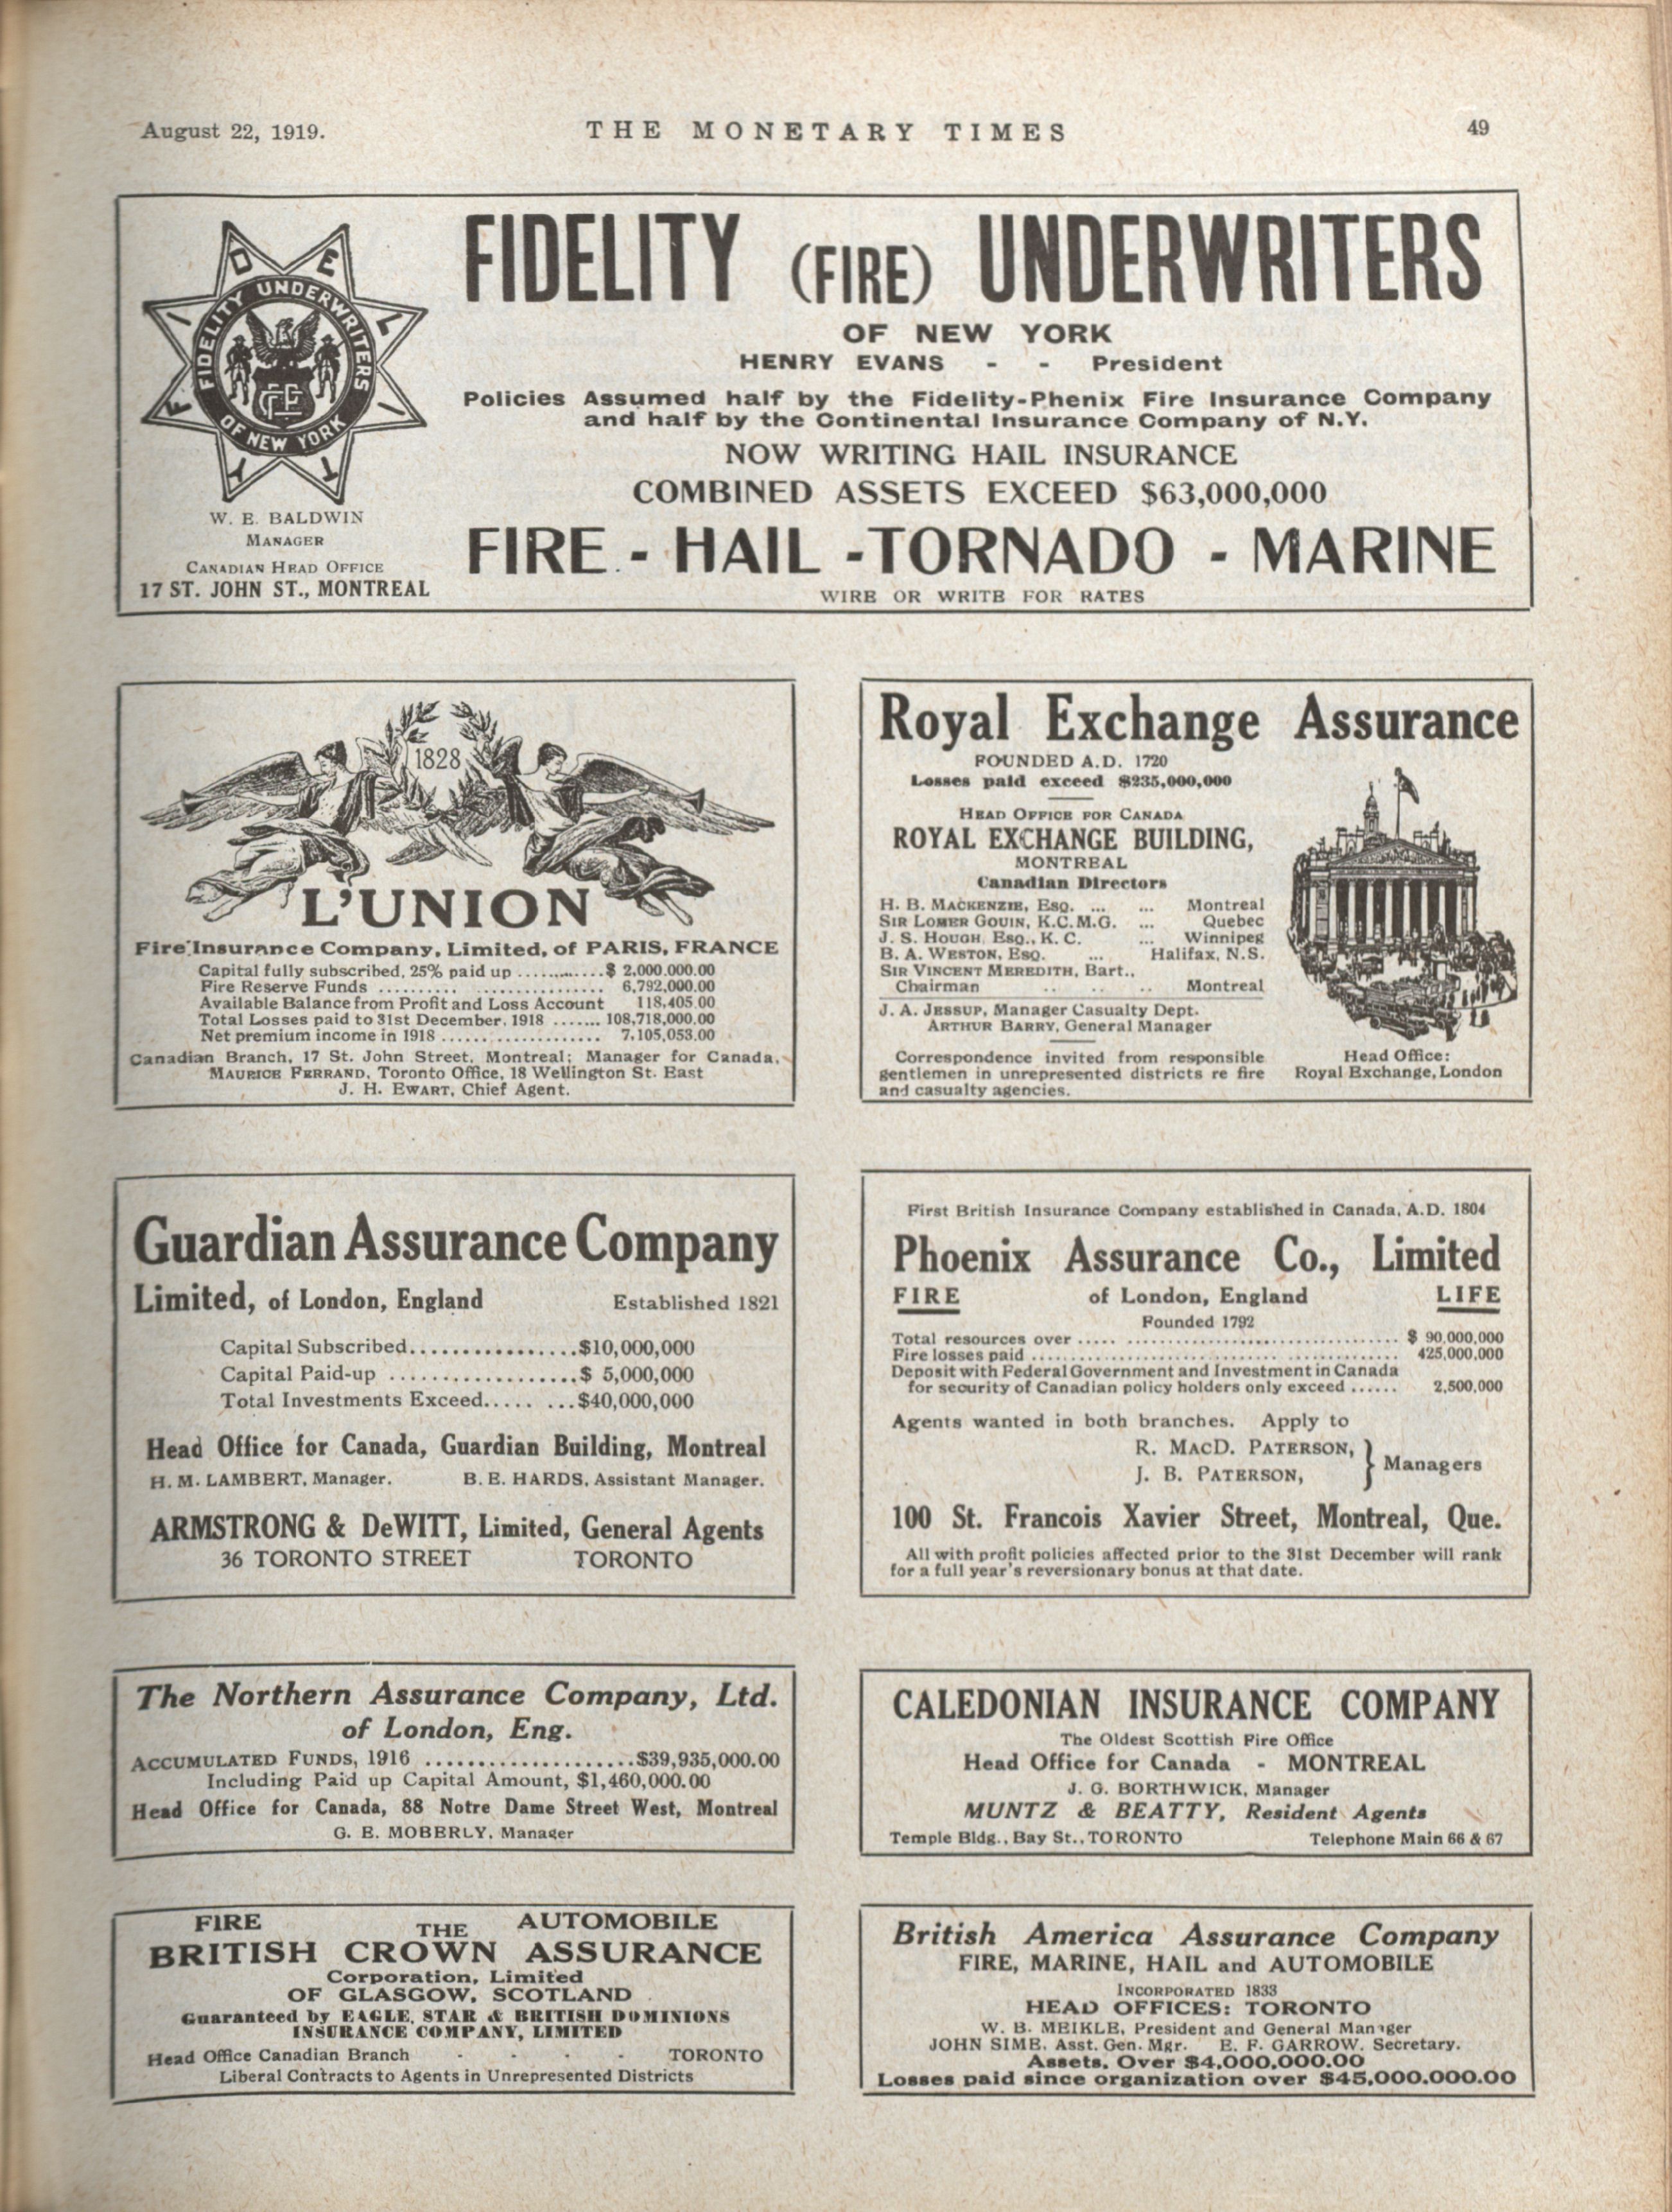 August 22, 1919.
THE MONETARY TIMES
49
FIDELITY
FIDELITY UNDERWRITERS
OF NEW YORK
W. E. BALDWIN
MANAGER
CANADIAN HEAD OFFICE
17 ST. JOHN ST., MONTREAL
FIDELITY (FIRE) UNDERWRITERS
OF NEW YORK
HENRY EVANS - - President
Policies Assumed half by the Fidelity-Phenix Fire Insurance Company
and half by the Continental Insurance Company of N.Y.
NOW WRITING HAIL INSURANCE
COMBINED ASSETS EXCEED $63,000,000
FIRE - HAIL - TORNADO - MARINE
WIRE OR WRITE FOR RATES
1828
L'UNION
Fire Insurance Company, Limited, of PARIS, FRANCE
Capital fully subscribed, 25% paid up ............ $ 2,000.000.00
Fire Reserve Funds .......... ................ 6,792,000.00
Available Balance from Profit and Loss Account 118,405.00
Total Losses paid to 31st December, 1918 ....... 108,718,000.00
Net premium income in 1918 ..................... 7,105,053.00
Canadian Branch, 17 St. John Street, Montreal; Manager for Canada,
MAURICE FERRAND, Toronto Office, 18 Wellington St. East
J. H. EWART, Chief Agent.
Royal Exchange Assurance
FOUNDED A.D. 1720
Losses paid exceed $235,000,000
HEAD OFFICE FOR CANADA
ROYAL EXCHANGE BUILDING,
MONTREAL
Canadian Directors
H. B. MACKENZIE, ESQ. ... ... Montreal
SIR LOMER GOUIN, K.C.M.G. ... Quebec
J. S. HOUGH, ESQ., K. C. ... Winnipeg
B. A. WESTON, ESQ. ... Halifax, N.S.
SIR VINCENT MEREDITH, Bart.,
Chairman .. .. .. Montreal
J. A. JESSUP, Manager Casualty Dept.
ARTHUR BARRY, General Manager
Correspondence invited from responsible
gentlemen in unrepresented districts re fire
and casualty agencies.
Head Office:
Royal Exchange, London
Guardian Assurance Company
Limited, of London, England Established 1821
Capital Subscribed................$10,000,000
Capital Paid-up ..................$ 5,000,000
Total Investments Exceed..... ...$40,000,000
Head Office for Canada, Guardian Building, Montreal
H. M. LAMBERT, Manager. B. E. HARDS, Assistant Manager.
ARMSTRONG & DeWITT, Limited, General Agents
36 TORONTO STREET TORONTO
First British Insurance Company established in Canada, A.D. 1804
Phoenix Assurance Co., Limited
FIRE of London, England LIFE
Founded 1792
Total resources over ..... ................................. $ 90,000,000
Fire losses paid ............................... ............. 425,000,000
Deposit with Federal Government and Investment in Canada
for security of Canadian policy holders only exceed ...... 2,500,000
Agents wanted in both branches. Apply to
R. MACD. PATERSON,
J. B. PATERSON,
} Managers
100 St. Francois Xavier Street, Montreal, Que.
All with profit policies affected prior to the 31st December will rank
for a full year's reversionary bonus at that date.
The Northern Assurance Company, Ltd.
of London, Eng.
ACCUMULATED FUNDS, 1916 .....................$39,935,000.00
Including Paid up Capital Amount, $1,460,000.00
Head Office for Canada, 88 Notre Dame Street West, Montreal
G. E. MOBERLY, Manager
CALEDONIAN INSURANCE COMPANY
The Oldest Scottish Fire Office
Head Office for Canada - MONTREAL
J. G. BORTHWICK, Manager
MUNTZ & BEATTY, Resident Agents
Temple Bldg., Bay St., TORONTO Telephone Main 66 & 67
FIRE THE AUTOMOBILE
BRITISH CROWN ASSURANCE
Corporation, Limited
OF GLASGOW, SCOTLAND
Guaranteed by EAGLE, STAR & BRITISH DOMINIONS
INSURANCE COMPANY, LIMITED
Head Office Canadian Branch - - - - TORONTO
Liberal Contracts to Agents in Unrepresented Districts
British America Assurance Company
FIRE, MARINE, HAIL and AUTOMOBILE
INCORPORATED 1833
HEAD OFFICES: TORONTO
W. B. MEIKLE, President and General Manager
JOHN SIME, Asst. Gen. Mgr. E. F. GARROW, Secretary.
Assets, Over $4,000,000.00
Losses paid since organization over $45,000.000.00